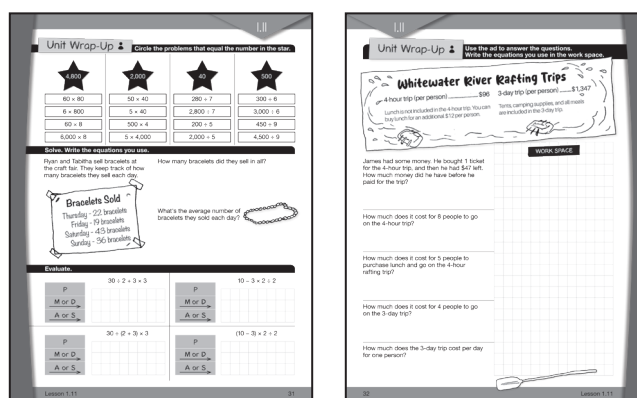 1.11
Unit Wrap-Up Circle the problems that equal the number in the star.
4,800 2,000 40 500
60 × 80 50 × 40 280 ÷ 7 300 ÷ 6
6 × 800 5 × 40 2,800 ÷ 7 3,000 ÷ 6
60 × 8 500 × 4 200 ÷ 5 450 ÷ 9
6,000 × 8 5 × 4,000 2,000 ÷ 5 4,500 ÷ 9
Solve. Write the equations you use.
Ryan and Tabitha sell bracelets at
the craft fair. They keep track of how
many bracelets they sell each day.
Bracelets Sold
Thursday - 22 bracelets
Friday - 19 bracelets
Saturday - 43 bracelets
Sunday - 36 bracelets
How many bracelets did they sell in all?
What's the average number of
bracelets they sold each day?
Evaluate.
30 ÷ 2 + 3 × 3
P
M or D
A or S
10 − 3 × 2 ÷ 2
P
M or D
A or S
30 ÷ (2 + 3) × 3
P
M or D
A or S
(10 − 3) × 2 ÷ 2
P
M or D
A or S
Lesson 1.11 31
1.11
Unit Wrap-Up Use the ad to answer the questions.
Write the equations you use in the work space.
Whitewater River Rafting Trips
4-hour trip (per person) $96
Lunch is not included in the 4-hour trip. You can
buy lunch for an additional $12 per person.
3-day trip (per person) $1,347
Tents, camping supplies, and all meals
are included in the 3-day trip.
WORK SPACE
James had some money. He bought 1 ticket
for the 4-hour trip, and then he had $47 left.
How much money did he have before he
paid for the trip?
How much does it cost for 8 people to go
on the 4-hour trip?
How much does it cost for 5 people to
purchase lunch and go on the 4-hour
rafting trip?
How much does it cost for 4 people to go
on the 3-day trip?
How much does the 3-day trip cost per day
for one person?
32 Lesson 1.11